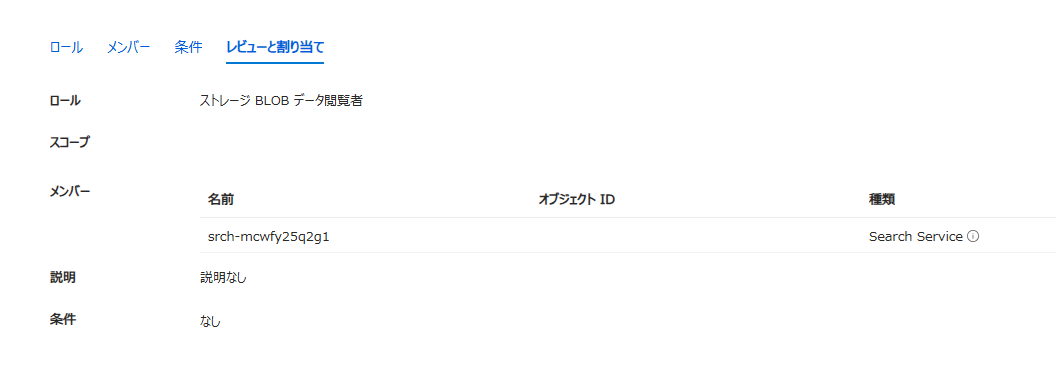 ロール メンバー 条件 レビューと割り当て
ロール ストレージ BLOB データ閲覧者
スコープ
メンバー
名前 オブジェクト ID 種類
srch-mcwfy25q2g1 Search Service
説明 説明なし
条件 なし